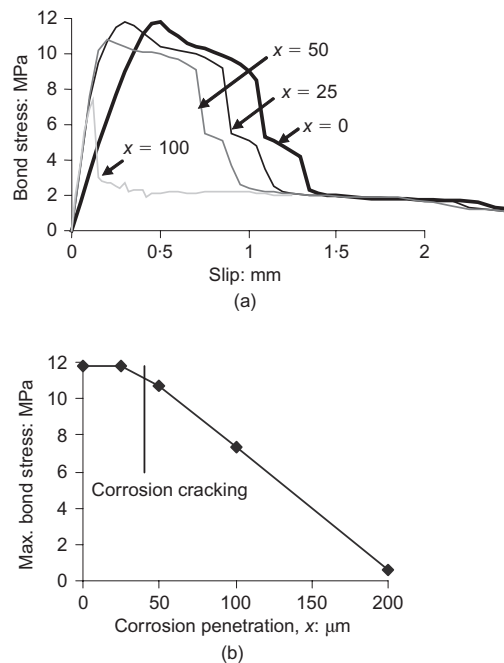 12
10
8
6
4
2
0
Bond stress: MPa
x = 50
x = 25
x = 0
x = 100
0
0·5
1
1·5
2
Slip: mm
(a)
12
10
8
6
4
2
0
Max. bond stress: MPa
Corrosion cracking
0
50
100
150
200
Corrosion penetration, x: μm
(b)